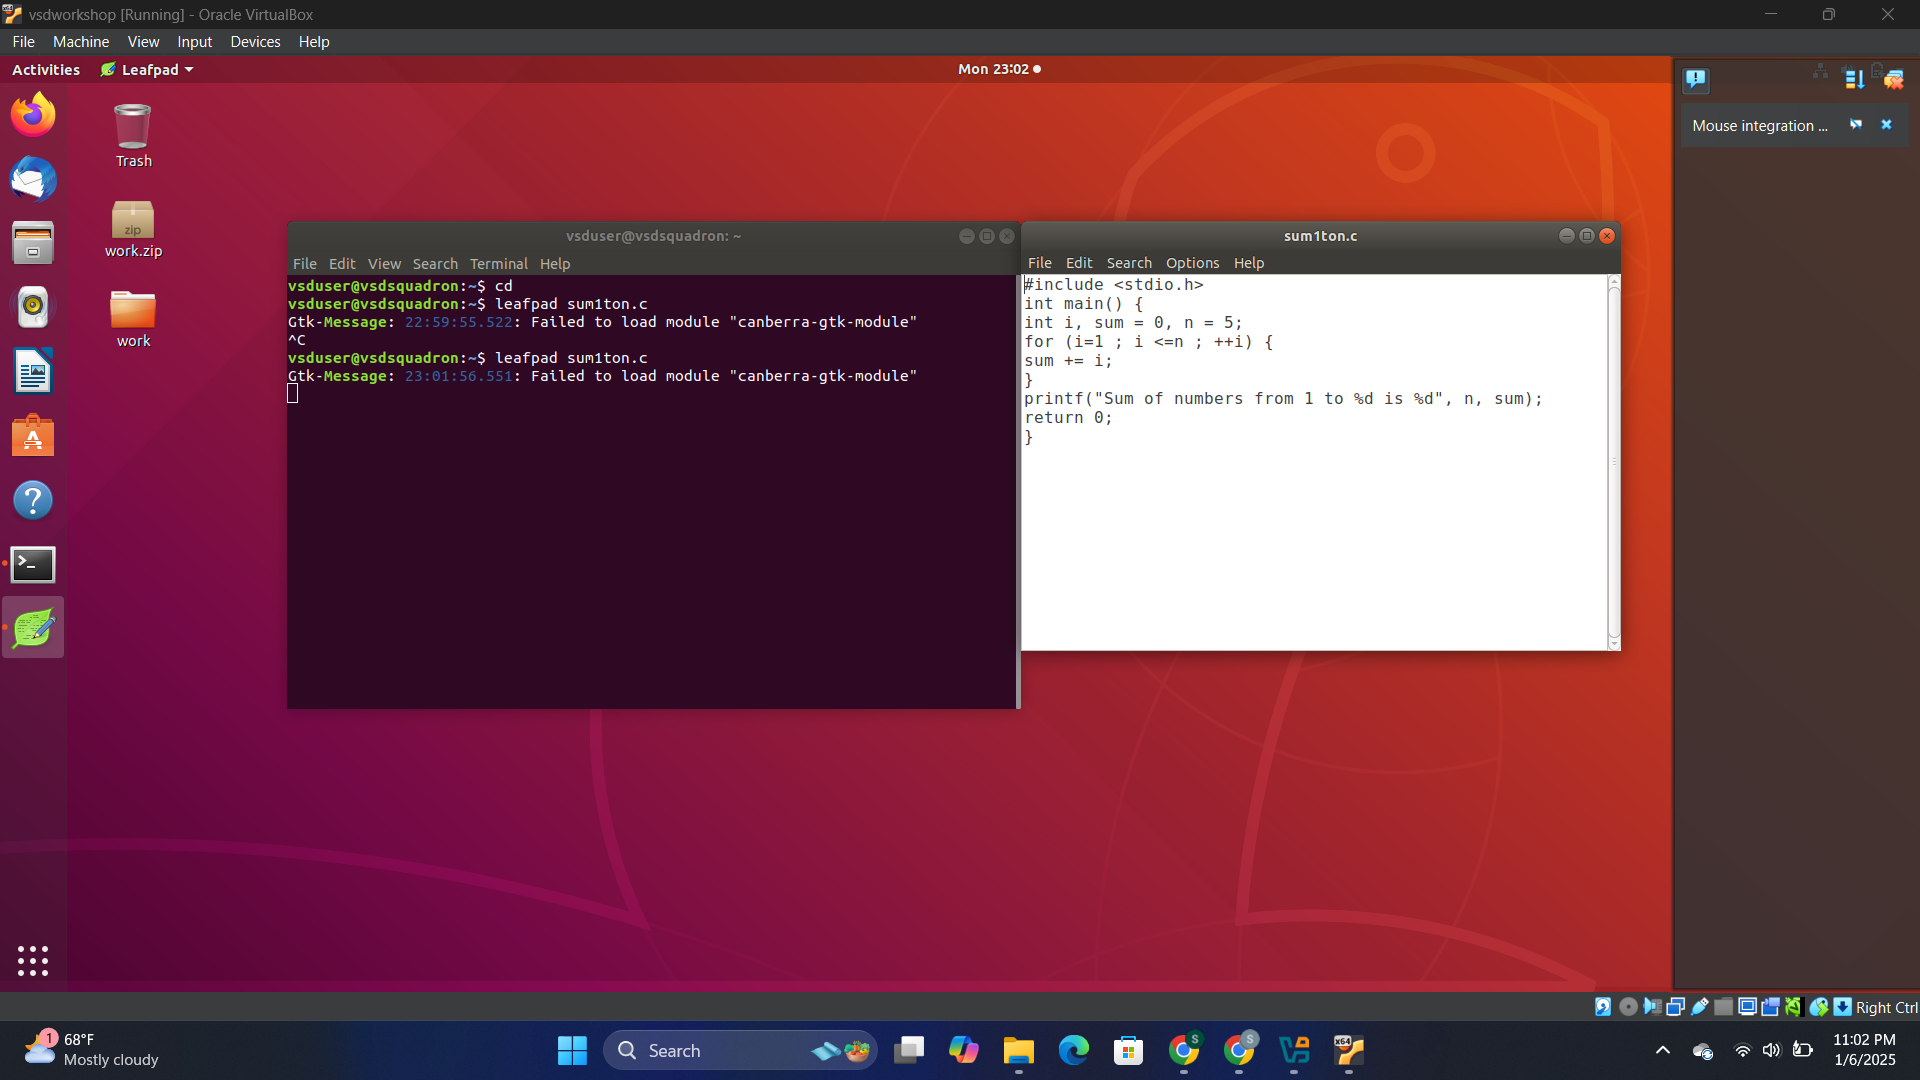 vsdworkshop [Running] - Oracle VirtualBox
File Machine View Input Devices Help
Activities Leafpad Mon 23:02
Mouse integration ...
Trash
zip
work.zip
work
vsduser@vsdsquadron: ~
File Edit View Search Terminal Help
vsduser@vsdsquadron:~$ cd
vsduser@vsdsquadron:~$ leafpad sum1ton.c
Gtk-Message: 22:59:55.522: Failed to load module "canberra-gtk-module"
^C
vsduser@vsdsquadron:~$ leafpad sum1ton.c
Gtk-Message: 23:01:56.551: Failed to load module "canberra-gtk-module"
sum1ton.c
File Edit Search Options Help
#include <stdio.h>
int main() {
int i, sum = 0, n = 5;
for (i=1 ; i <=n ; ++i) {
sum += i;
}
printf("Sum of numbers from 1 to %d is %d", n, sum);
return 0;
}
Right Ctrl
1
68°F
Mostly cloudy
Search
S
S
x64
11:02 PM
1/6/2025